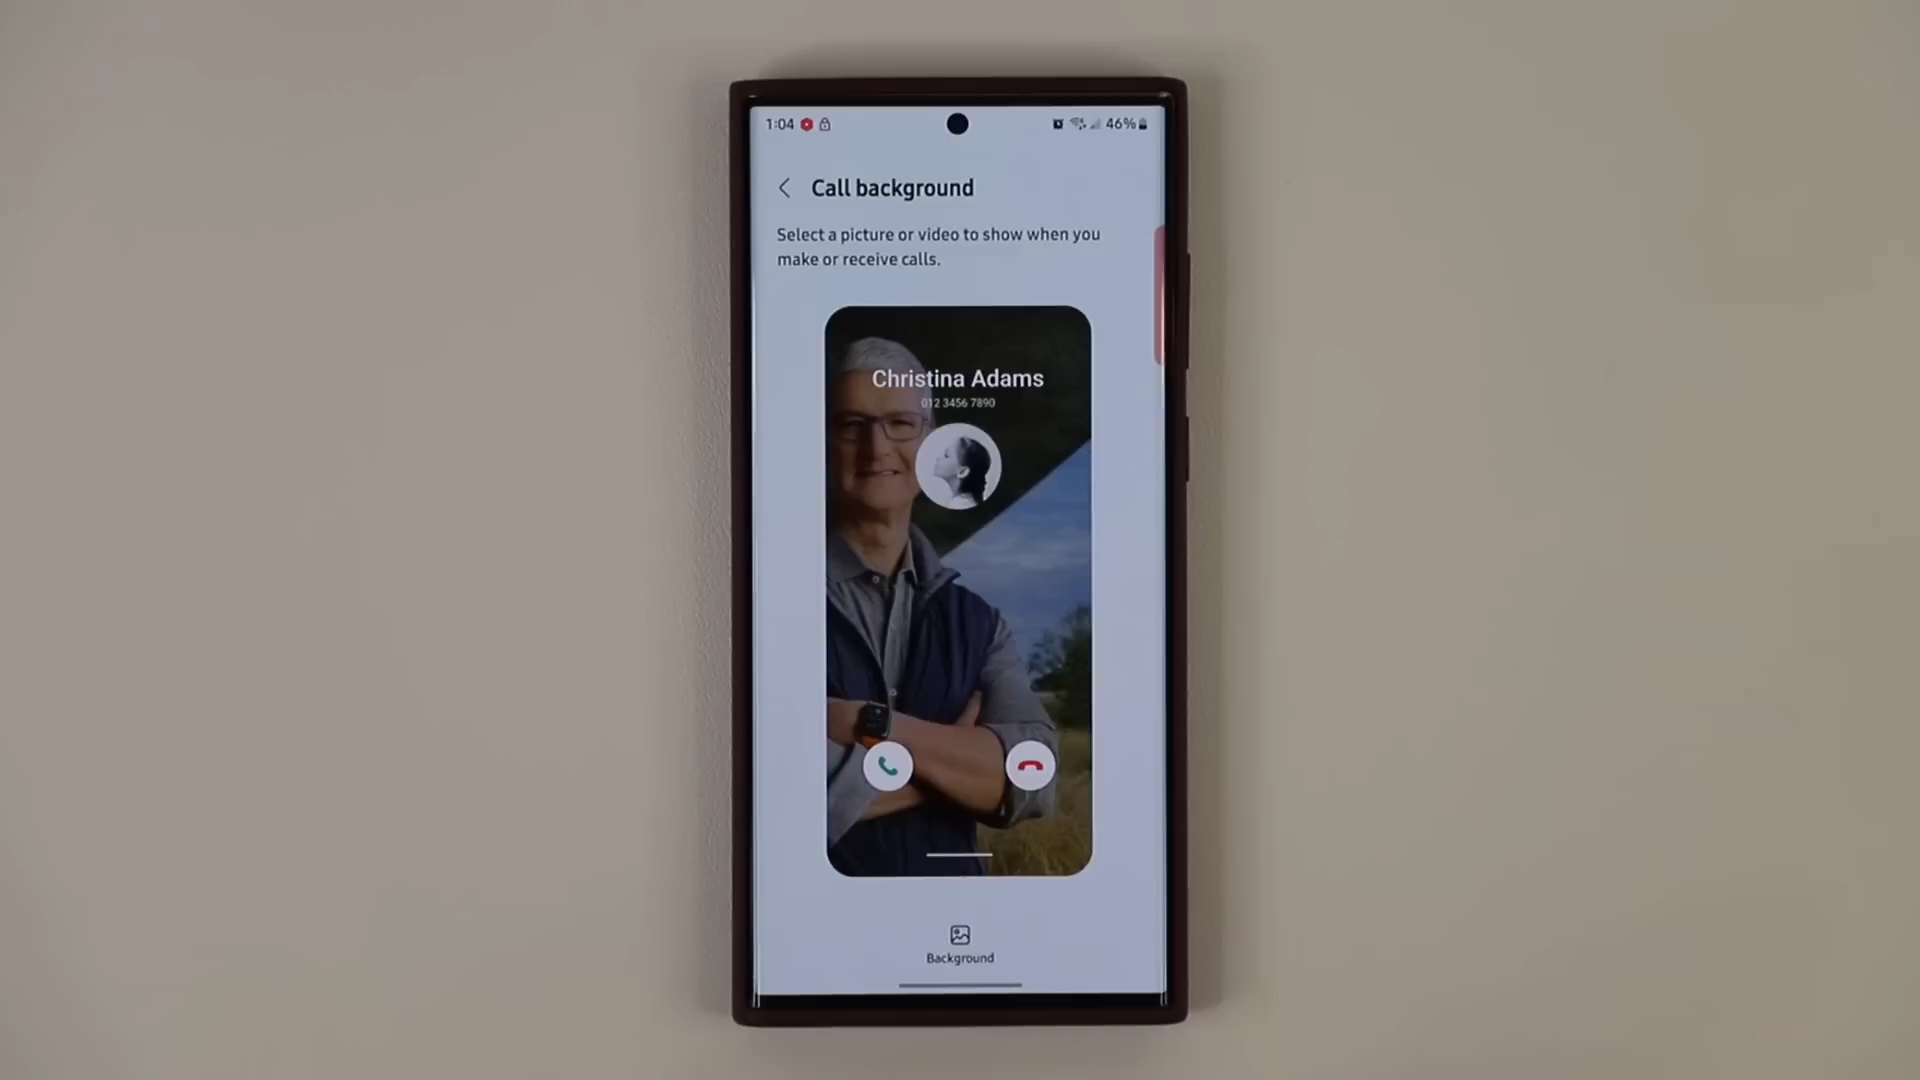 1:04
46%
Call background
Select a picture or video to show when you
make or receive calls.
Christina Adams
012 3456 7890
Background